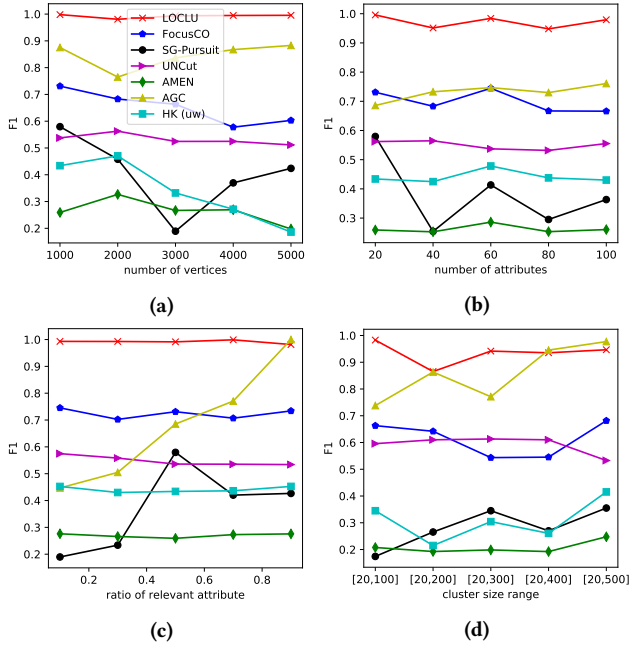 1.0
0.9
0.8
0.7
0.6
0.5
0.4
0.3
0.2
F1
LOCLU
FocusCO
SG-Pursuit
UNCut
AMEN
AGC
HK (uw)
1000 2000 3000 4000 5000
number of vertices
(a)
1.0
0.9
0.8
0.7
0.6
0.5
0.4
0.3
F1
20 40 60 80 100
number of attributes
(b)
1.0
0.9
0.8
0.7
0.6
0.5
0.4
0.3
0.2
F1
0.2 0.4 0.6 0.8
ratio of relevant attribute
(c)
1.0
0.9
0.8
0.7
0.6
0.5
0.4
0.3
0.2
F1
[20,100] [20,200] [20,300] [20,400] [20,500]
cluster size range
(d)